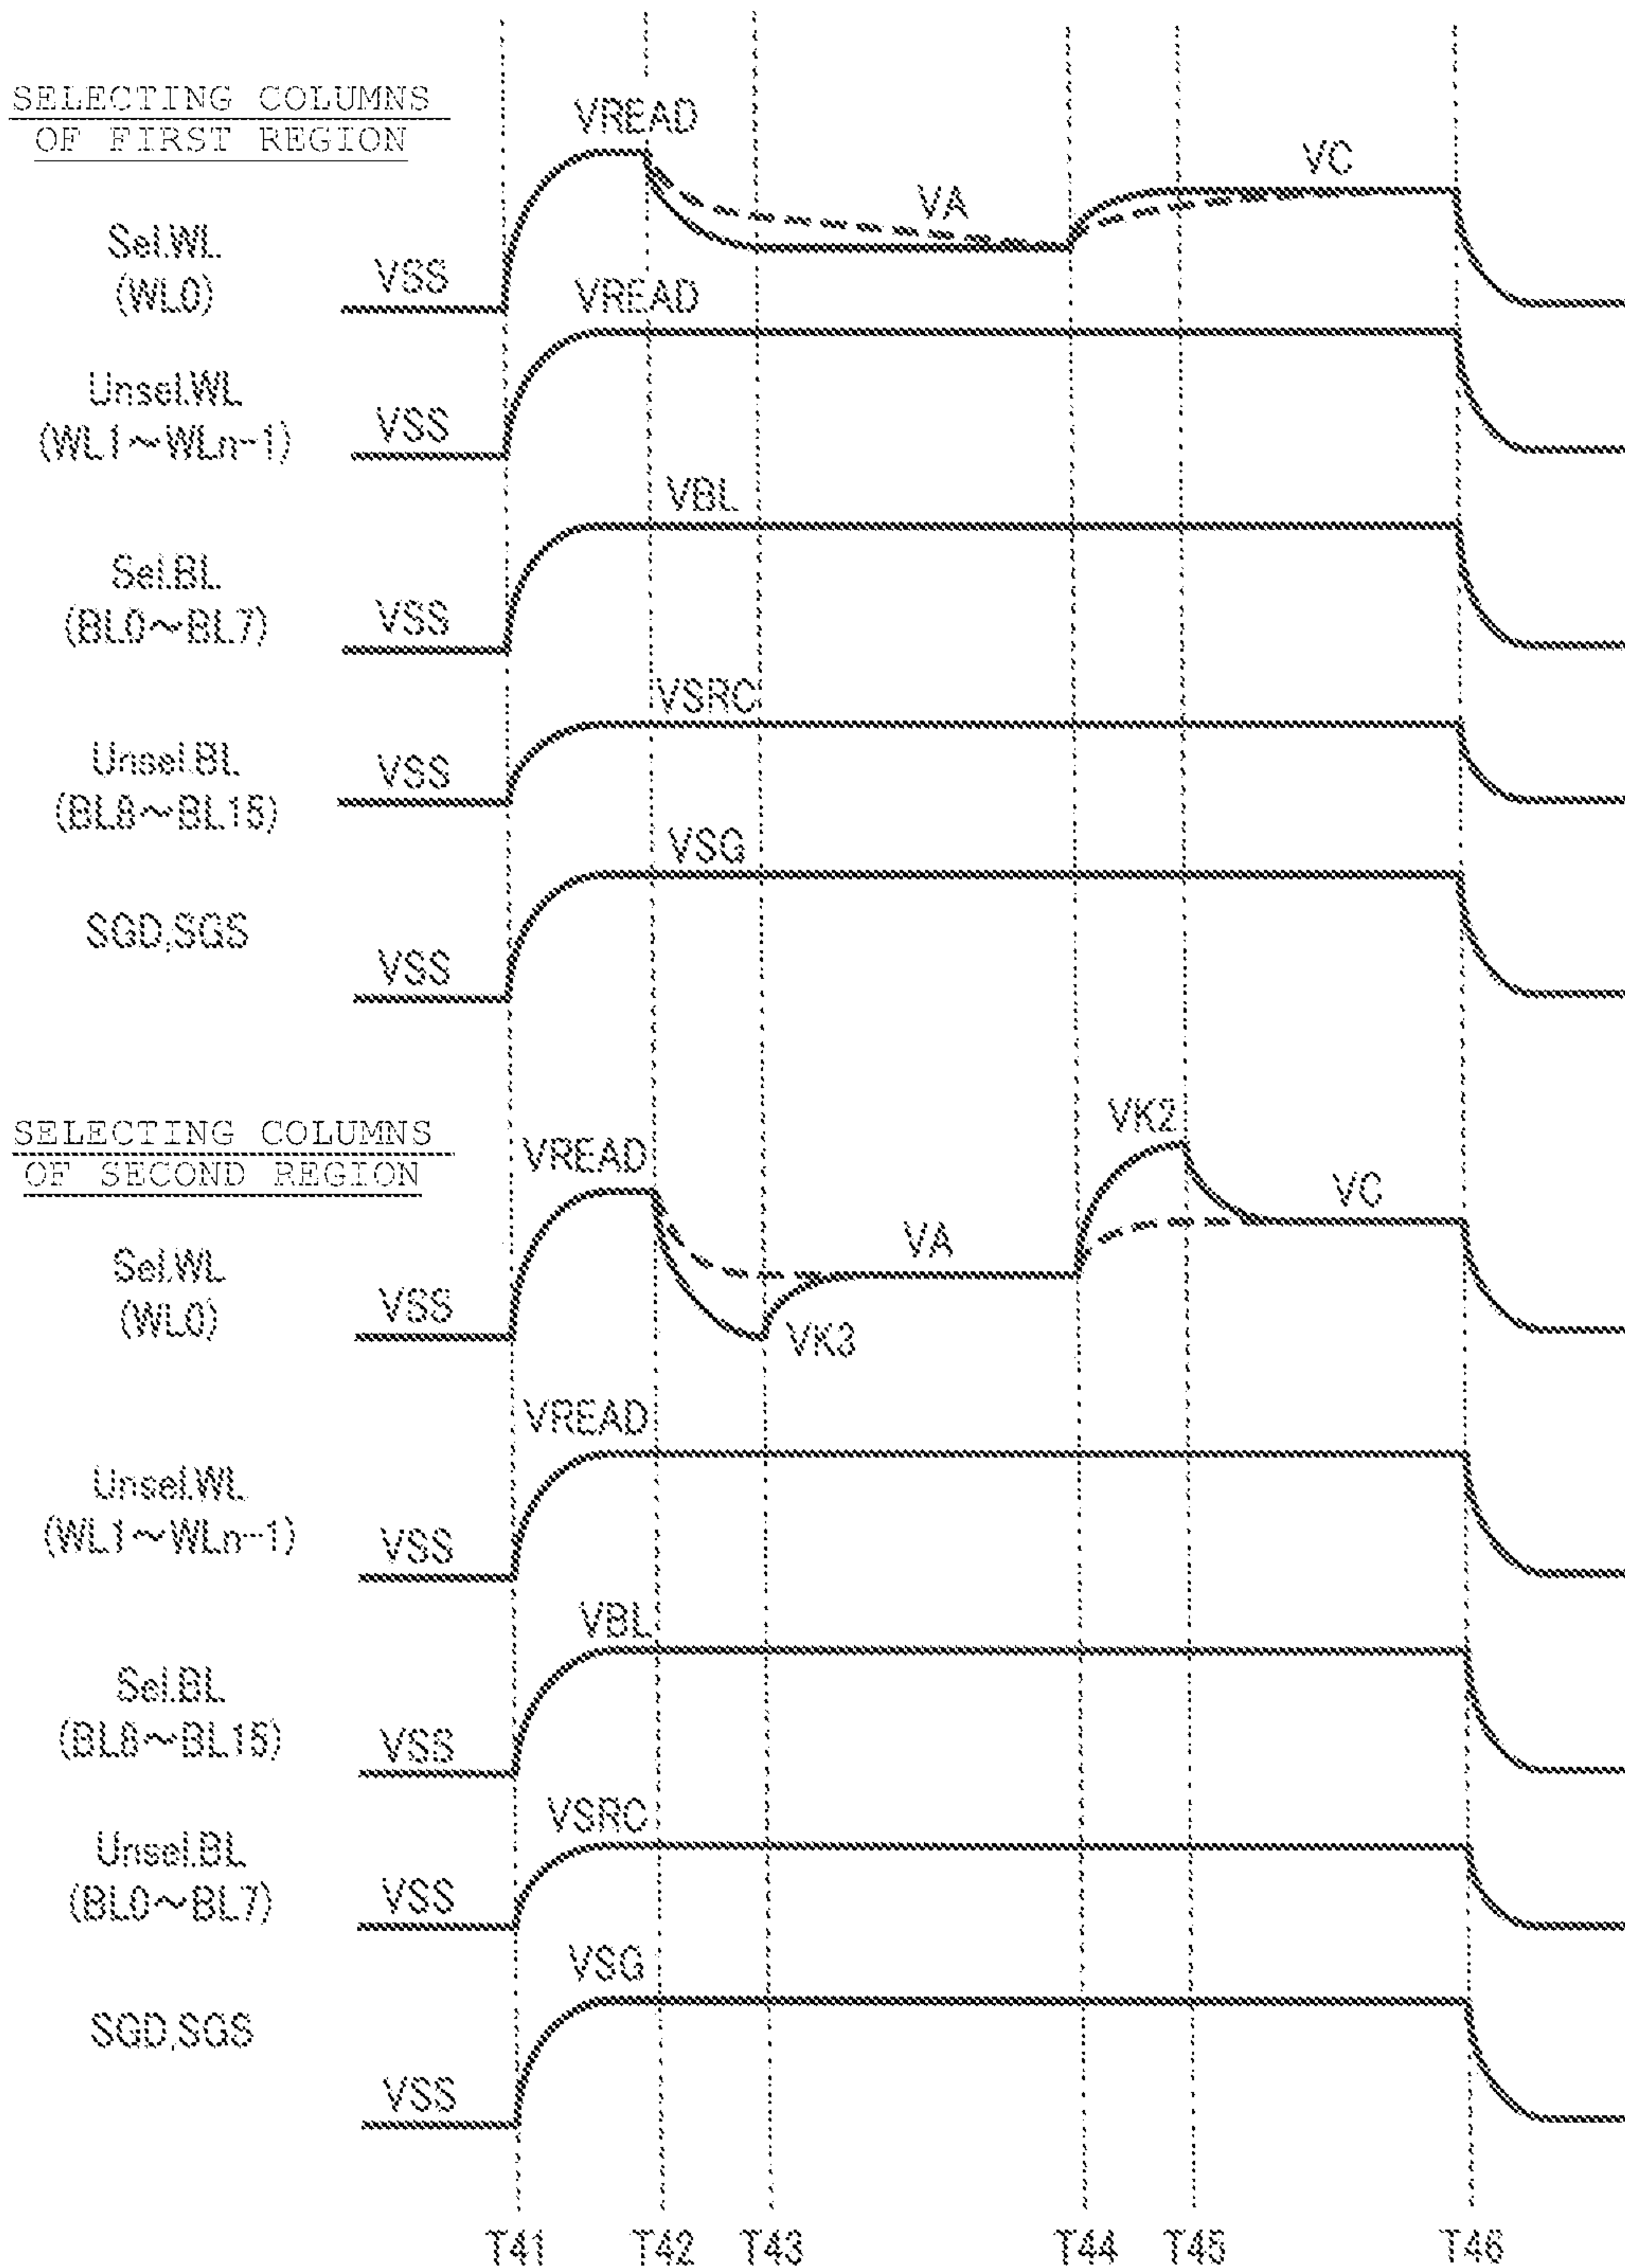 SELECTING COLUMNS
OF FIRST REGION
VREAD
VC
VA
Sel.WL
(WL0)
VSS
VREAD
Unsel.WL
(WL1~WLn-1)
VSS
VBL
Sel.BL
(BL0~BL7)
VSS
VSRC
Unsel.BL
(BL8~BL15)
VSS
VSG
SGD,SGS
VSS
SELECTING COLUMNS
OF SECOND REGION
VK2
VREAD
VC
VA
Sel.WL
(WL0)
VSS
VK3
VREAD
Unsel.WL
(WL1~WLn-1)
VSS
VBL
Sel.BL
(BL8~BL15)
VSS
VSRC
Unsel.BL
(BL0~BL7)
VSS
VSG
SGD,SGS
VSS
T41 T42 T43 T44 T45 T46